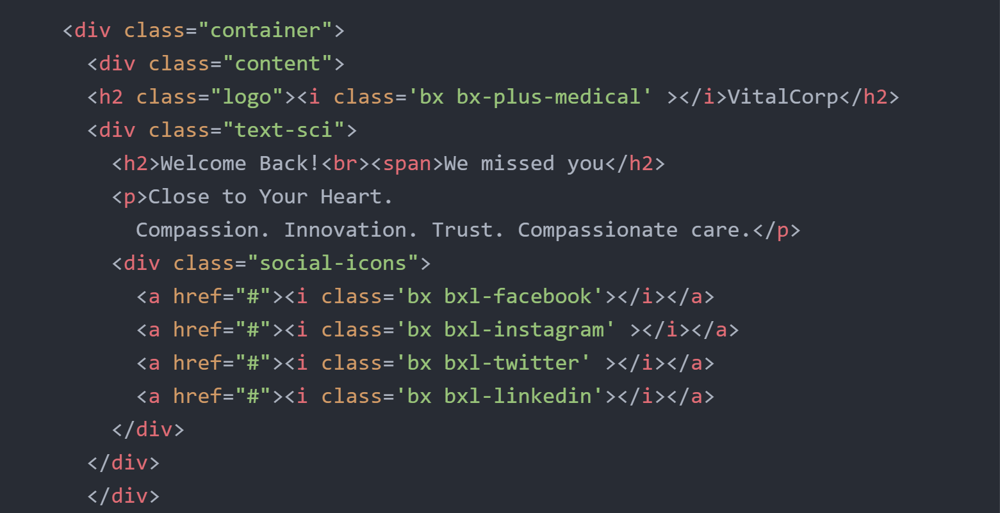 <div class="container">
<div class="content">
<h2 class="logo"><i class='bx bx-plus-medical' ></i>VitalCorp</h2>
<div class="text-sci">
<h2>Welcome Back!<br><span>We missed you</h2>
<p>Close to Your Heart.
Compassion. Innovation. Trust. Compassionate care.</p>
<div class="social-icons">
<a href="#"><i class='bx bxl-facebook'></i></a>
<a href="#"><i class='bx bxl-instagram' ></i></a>
<a href="#"><i class='bx bxl-twitter' ></i></a>
<a href="#"><i class='bx bxl-linkedin'></i></a>
</div>
</div>
</div>